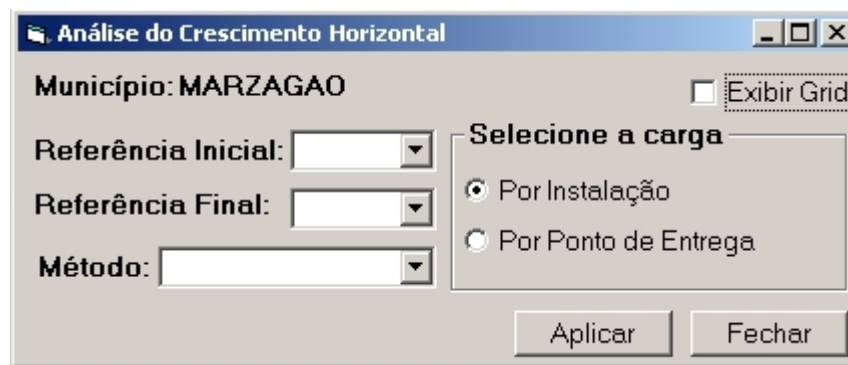 Análise do Crescimento Horizontal
Município: MARZAGAO
Exibir Grid
Referência Inicial:
Referência Final:
Método:
Selecione a carga
Por Instalação
Por Ponto de Entrega
Aplicar
Fechar